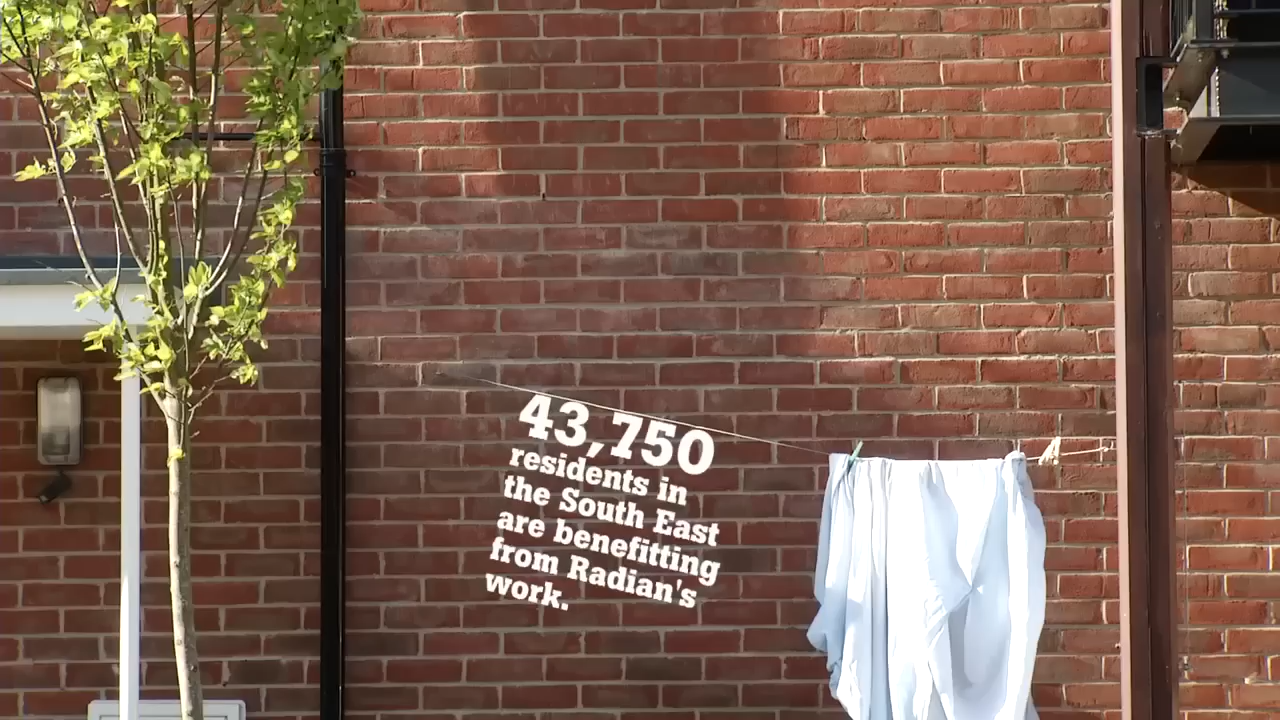 43,750
residents in
the South East
are benefitting
from Radian's
work.